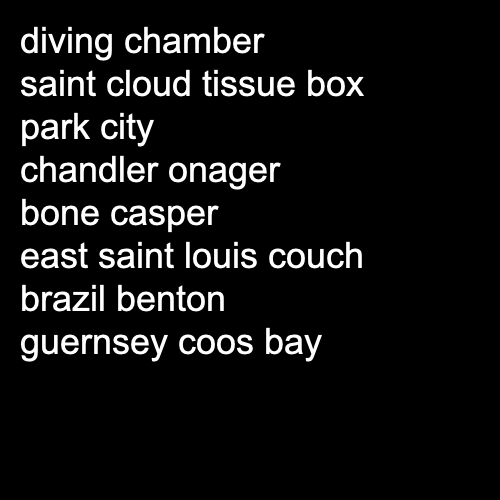 diving chamber
saint cloud tissue box
park city
chandler onager
bone casper
east saint louis couch
brazil benton
guernsey coos bay